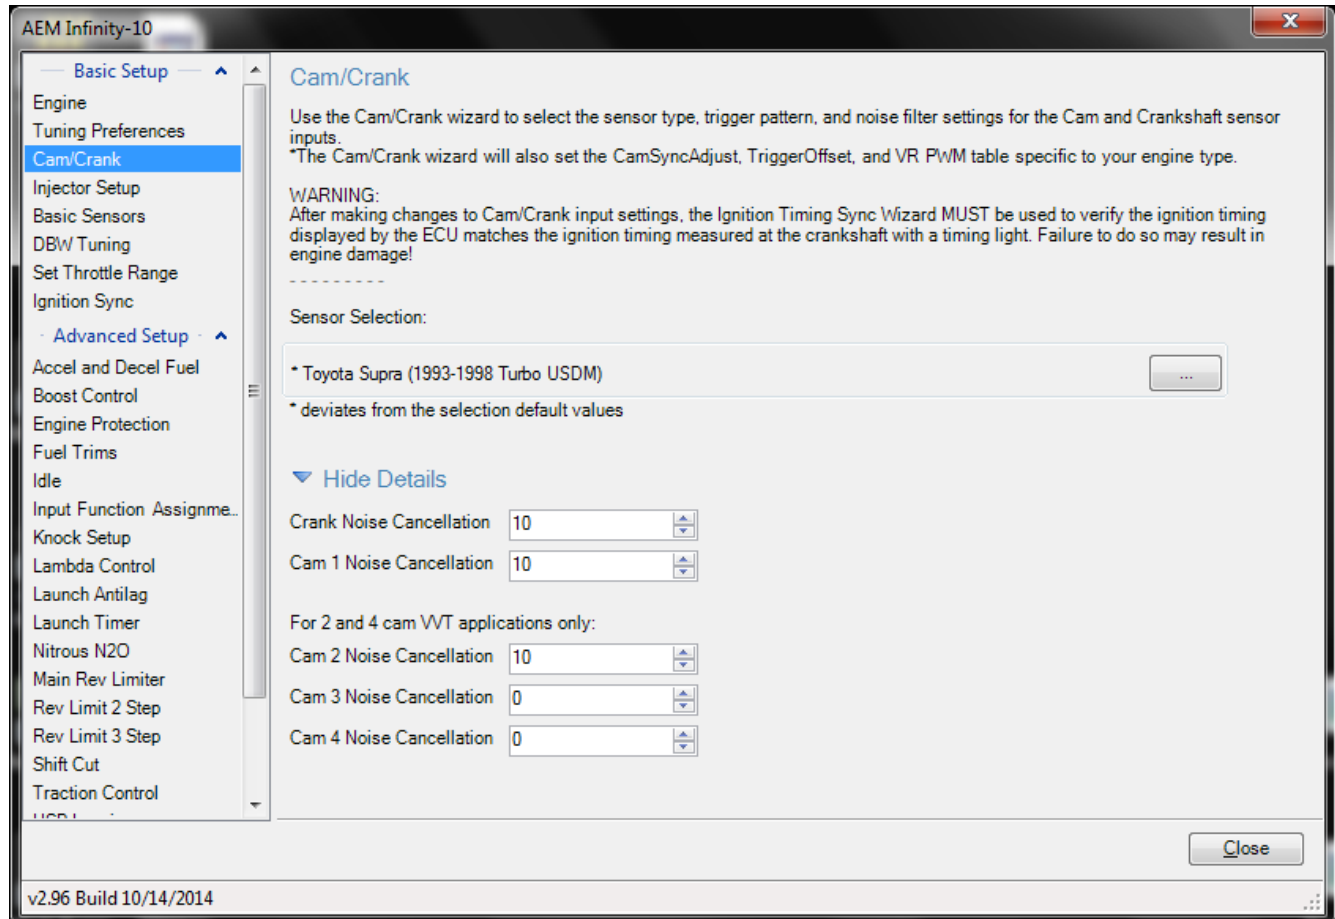 AEM Infinity-10
Basic Setup
Engine
Tuning Preferences
Cam/Crank
Injector Setup
Basic Sensors
DBW Tuning
Set Throttle Range
Ignition Sync
Advanced Setup
Accel and Decel Fuel
Boost Control
Engine Protection
Fuel Trims
Idle
Input Function Assignme...
Knock Setup
Lambda Control
Launch Antilag
Launch Timer
Nitrous N2O
Main Rev Limiter
Rev Limit 2 Step
Rev Limit 3 Step
Shift Cut
Traction Control
Cam/Crank
Use the Cam/Crank wizard to select the sensor type, trigger pattern, and noise filter settings for the Cam and Crankshaft sensor
inputs.
*The Cam/Crank wizard will also set the CamSyncAdjust, TriggerOffset, and VR PWM table specific to your engine type.
WARNING:
After making changes to Cam/Crank input settings, the Ignition Timing Sync Wizard MUST be used to verify the ignition timing
displayed by the ECU matches the ignition timing measured at the crankshaft with a timing light. Failure to do so may result in
engine damage!
- - - - - - - - -
Sensor Selection:
* Toyota Supra (1993-1998 Turbo USDM) ...
* deviates from the selection default values
Hide Details
Crank Noise Cancellation 10
Cam 1 Noise Cancellation 10
For 2 and 4 cam VVT applications only:
Cam 2 Noise Cancellation 10
Cam 3 Noise Cancellation 0
Cam 4 Noise Cancellation 0
Close
v2.96 Build 10/14/2014